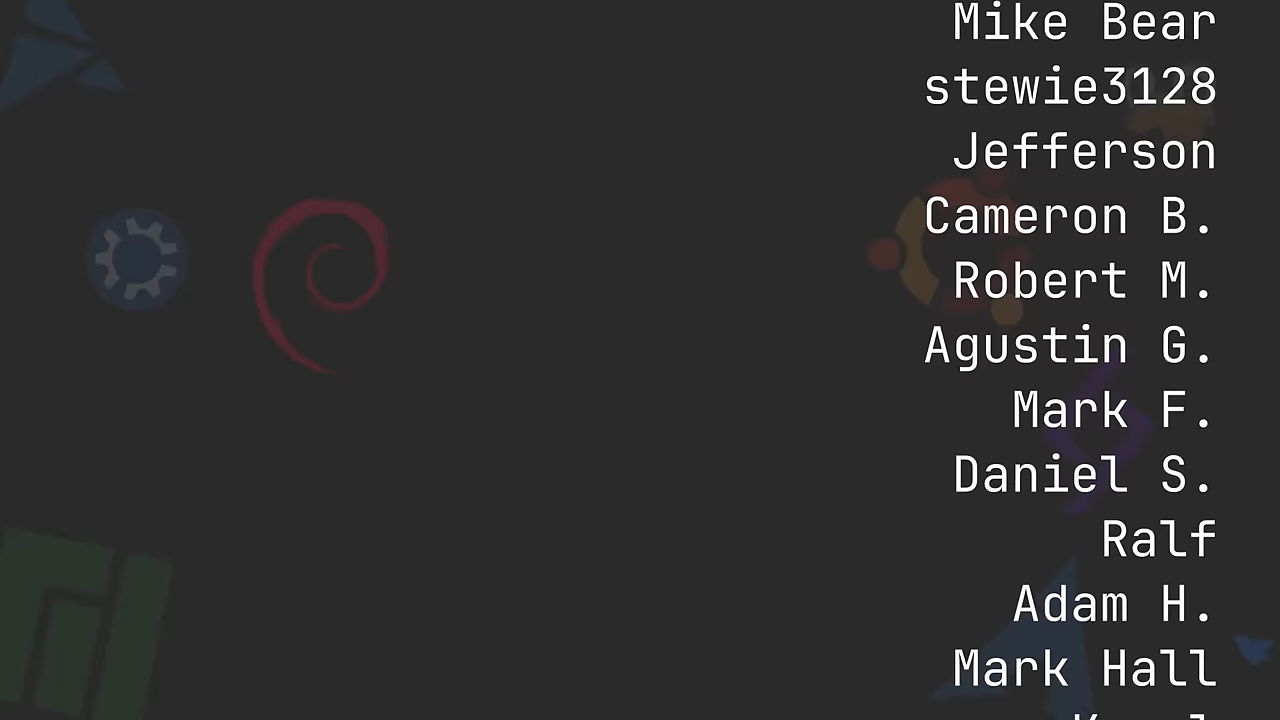 Mike Bear
stewie3128
Jefferson
Cameron B.
Robert M.
Agustin G.
Mark F.
Daniel S.
Ralf
Adam H.
Mark Hall